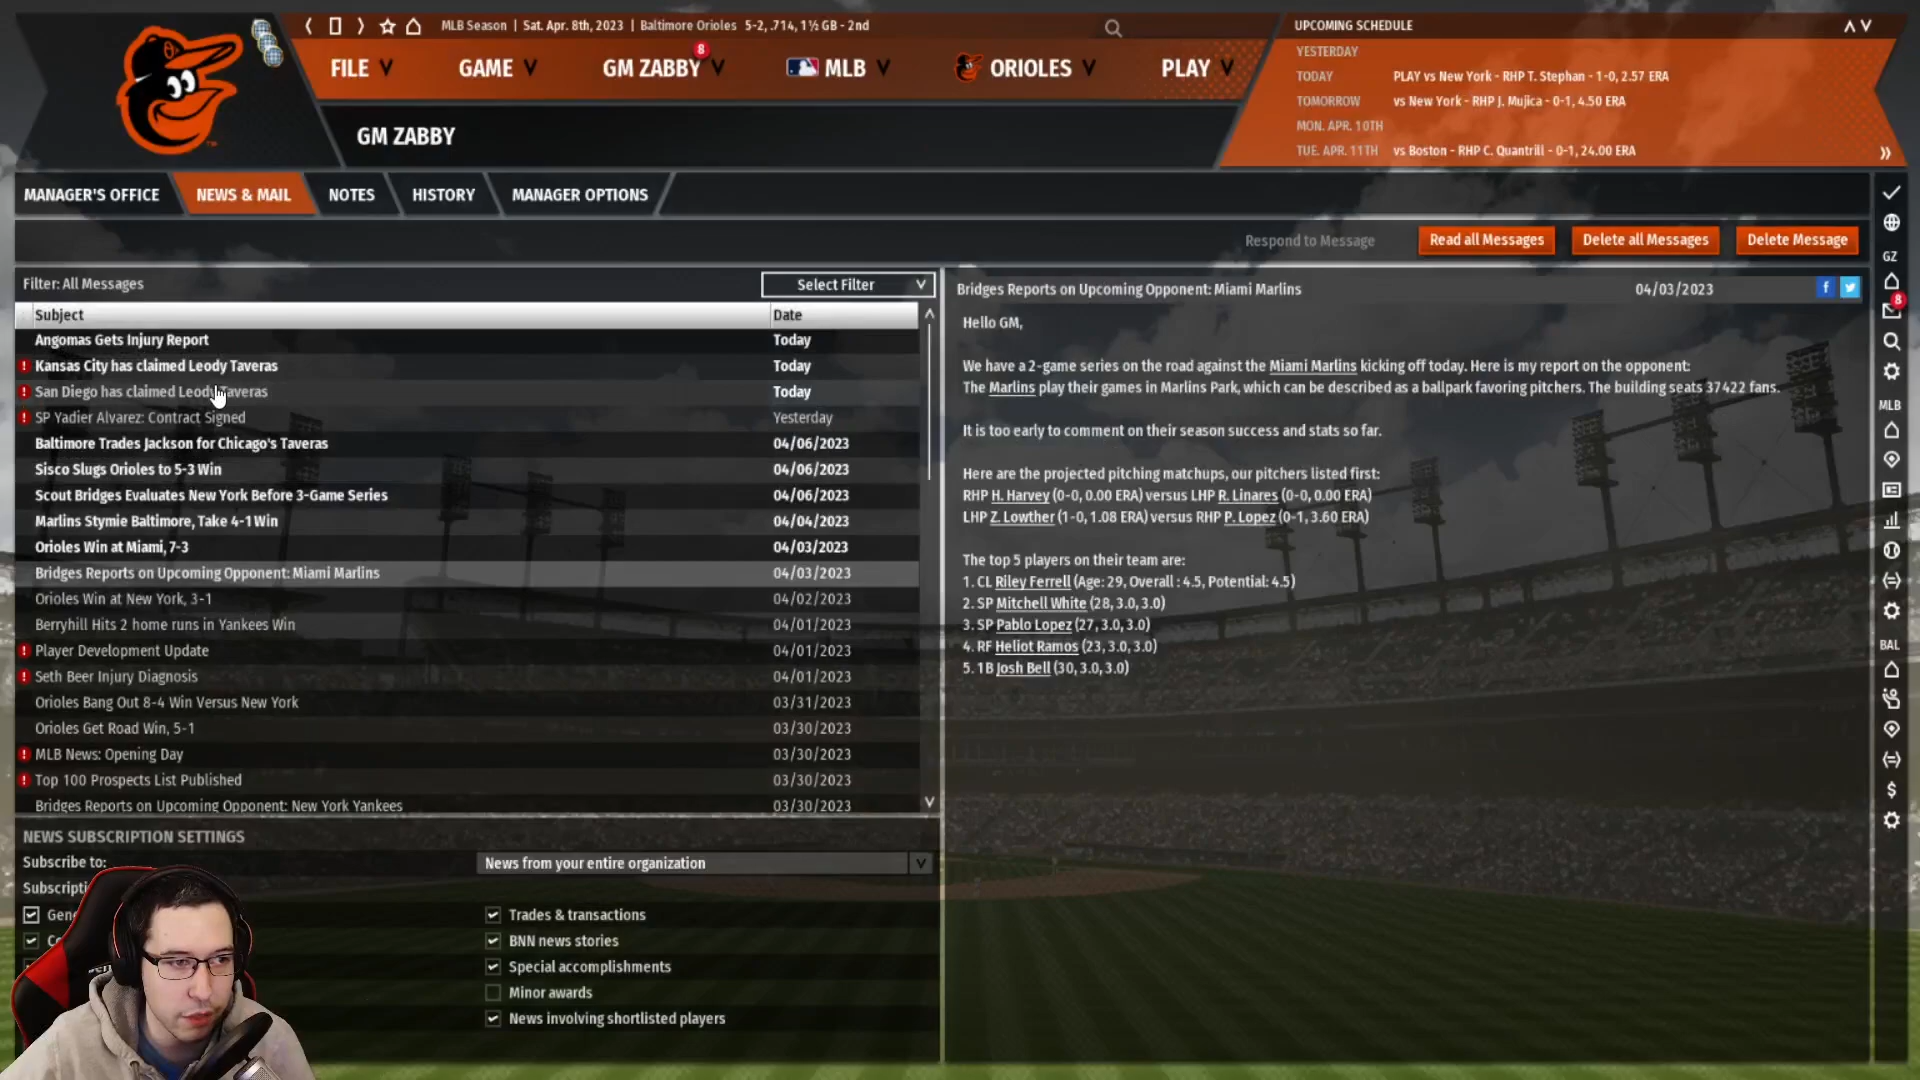 MLB Season | Sat. Apr. 8th, 2023 | Baltimore Orioles 5-2, .714, 1½ GB - 2nd
FILE GAME GM ZABBY 8 MLB ORIOLES PLAY
GM ZABBY
UPCOMING SCHEDULE
YESTERDAY
TODAY PLAY vs New York - RHP T. Stephan - 1-0, 2.57 ERA
TOMORROW vs New York - RHP J. Mujica - 0-1, 4.50 ERA
MON. APR. 10TH
TUE. APR. 11TH vs Boston - RHP C. Quantrill - 0-1, 24.00 ERA
MANAGER'S OFFICE NEWS & MAIL NOTES HISTORY MANAGER OPTIONS
Respond to Message Read all Messages Delete all Messages Delete Message
Filter: All Messages Select Filter
Subject Date
Angomas Gets Injury Report Today
Kansas City has claimed Leody Taveras Today
San Diego has claimed Leody Taveras Today
SP Yadier Alvarez: Contract Signed Yesterday
Baltimore Trades Jackson for Chicago's Taveras 04/06/2023
Sisco Slugs Orioles to 5-3 Win 04/06/2023
Scout Bridges Evaluates New York Before 3-Game Series 04/06/2023
Marlins Stymie Baltimore, Take 4-1 Win 04/04/2023
Orioles Win at Miami, 7-3 04/03/2023
Bridges Reports on Upcoming Opponent: Miami Marlins 04/03/2023
Orioles Win at New York, 3-1 04/02/2023
Berryhill Hits 2 home runs in Yankees Win 04/01/2023
Player Development Update 04/01/2023
Seth Beer Injury Diagnosis 04/01/2023
Orioles Bang Out 8-4 Win Versus New York 03/31/2023
Orioles Get Road Win, 5-1 03/30/2023
MLB News: Opening Day 03/30/2023
Top 100 Prospects List Published 03/30/2023
Bridges Reports on Upcoming Opponent: New York Yankees 03/30/2023
NEWS SUBSCRIPTION SETTINGS
Subscribe to: News from your entire organization
Subscripti
Gene
Trades & transactions
BNN news stories
Special accomplishments
Minor awards
News involving shortlisted players
Bridges Reports on Upcoming Opponent: Miami Marlins 04/03/2023
Hello GM,
We have a 2-game series on the road against the Miami Marlins kicking off today. Here is my report on the opponent:
The Marlins play their games in Marlins Park, which can be described as a ballpark favoring pitchers. The building seats 37422 fans.
It is too early to comment on their season success and stats so far.
Here are the projected pitching matchups, our pitchers listed first:
RHP H. Harvey (0-0, 0.00 ERA) versus LHP R. Linares (0-0, 0.00 ERA)
LHP Z. Lowther (1-0, 1.08 ERA) versus RHP P. Lopez (0-1, 3.60 ERA)
The top 5 players on their team are:
1. CL Riley Ferrell (Age: 29, Overall : 4.5, Potential: 4.5)
2. SP Mitchell White (28, 3.0, 3.0)
3. SP Pablo Lopez (27, 3.0, 3.0)
4. RF Heliot Ramos (23, 3.0, 3.0)
5. 1B Josh Bell (30, 3.0, 3.0)
GZ
8
MLB
BAL